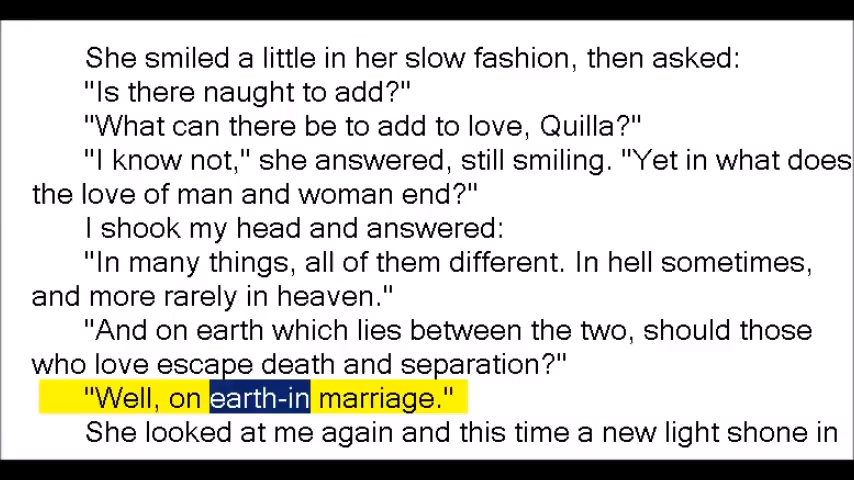 She smiled a little in her slow fashion, then asked:
"Is there naught to add?"
"What can there be to add to love, Quilla?"
"I know not," she answered, still smiling. "Yet in what does
the love of man and woman end?"
I shook my head and answered:
"In many things, all of them different. In hell sometimes,
and more rarely in heaven."
"And on earth which lies between the two, should those
who love escape death and separation?"
"Well, on earth-in marriage."
She looked at me again and this time a new light shone in